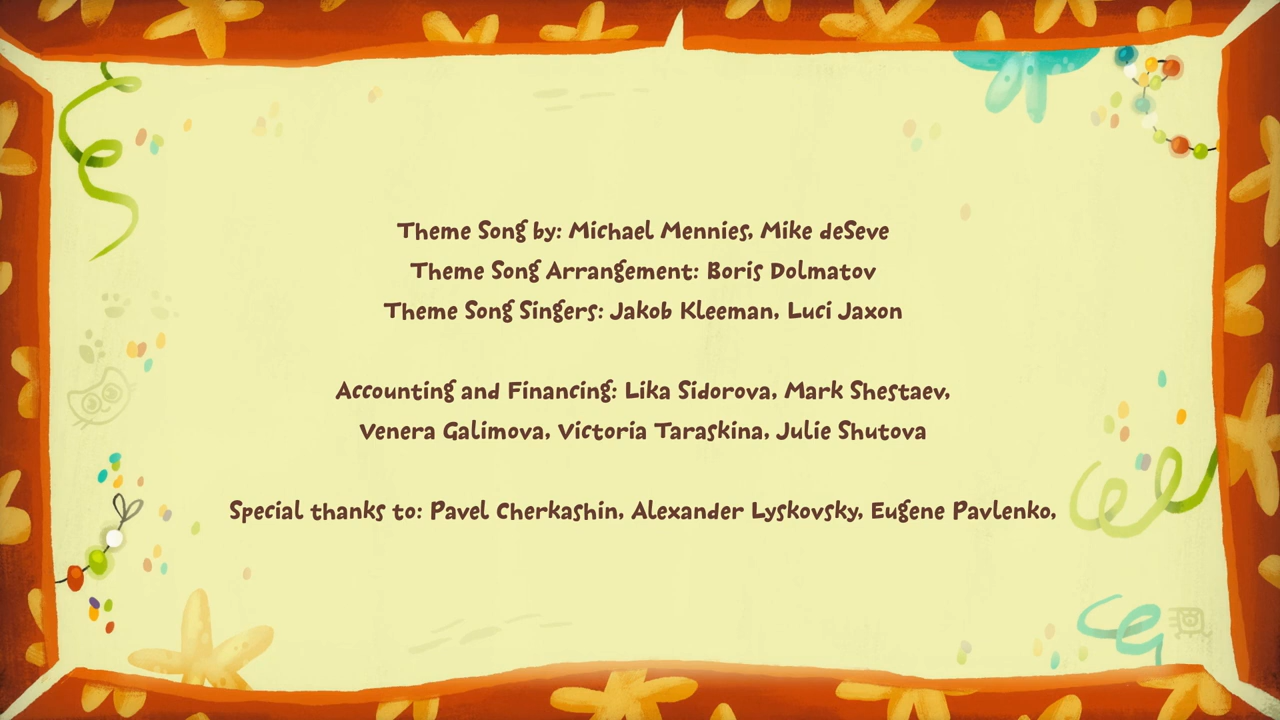 Theme Song by: Michael Mennies, Mike deSeve
Theme Song Arrangement: Boris Dolmatov
Theme Song Singers: Jakob Kleeman, Luci Jaxon
Accounting and Financing: Lika Sidorova, Mark Shestaev,
Venera Galimova, Victoria Taraskina, Julie Shutova
Special thanks to: Pavel Cherkashin, Alexander Lyskovsky, Eugene Pavlenko,